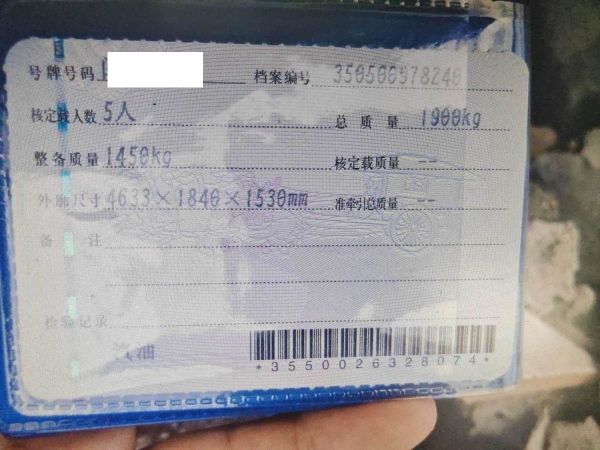 号牌号码 档案编号 350500978240
核定载人数 5人 总质量 1900kg
整备质量 1450kg 核定载质量 --
外廓尺寸 4633×1840×1530mm 准牵引总质量 --
备 注
检验记录
汽油
*3550026328074*